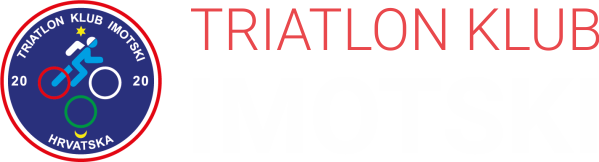 TRIATLON KLUB IMOTSKI
20 20
HRVATSKA
TRIATLON KLUB
IMOTSKI